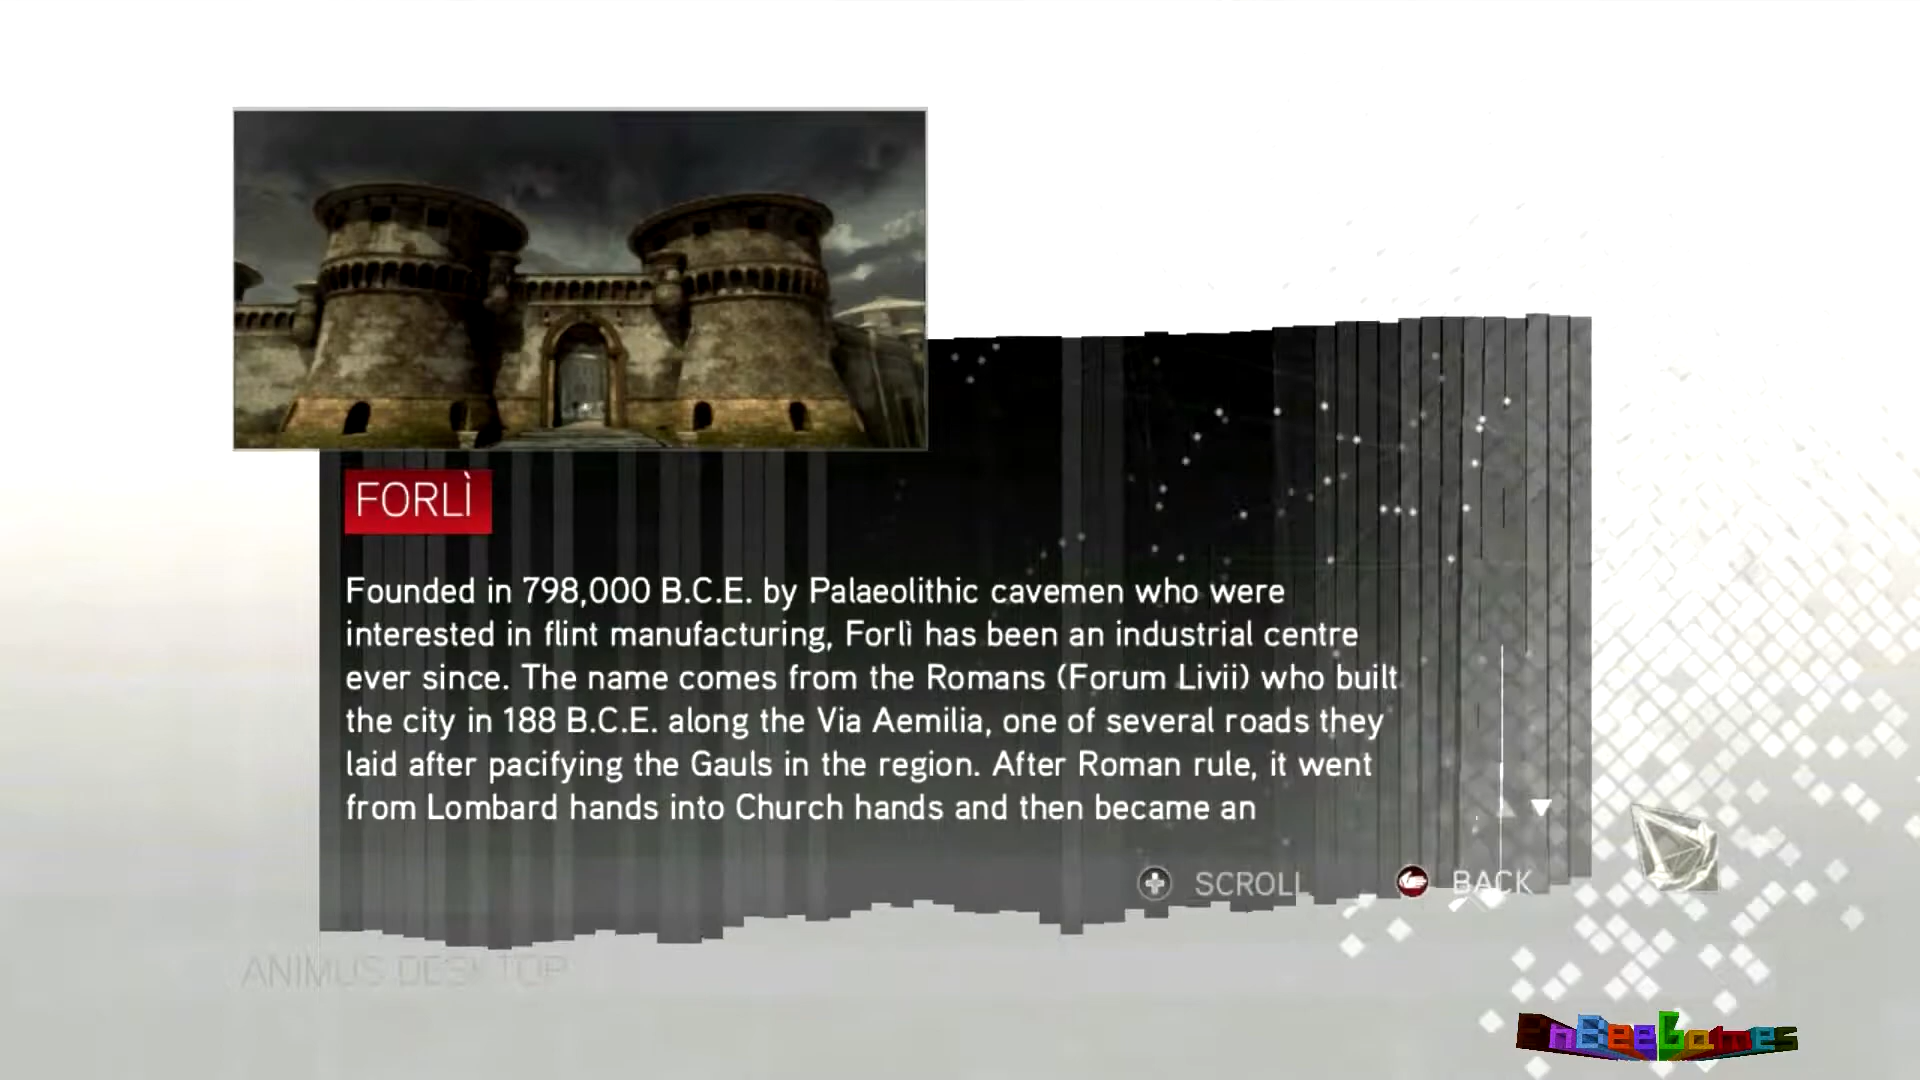 FORLÌ
Founded in 798,000 B.C.E. by Palaeolithic cavemen who were
interested in flint manufacturing, Forlì has been an industrial centre
ever since. The name comes from the Romans (Forum Livii) who built
the city in 188 B.C.E. along the Via Aemilia, one of several roads they
laid after pacifying the Gauls in the region. After Roman rule, it went
from Lombard hands into Church hands and then became an
SCROLL
BACK
ANIMUS DESKTOP
EnBeeGames